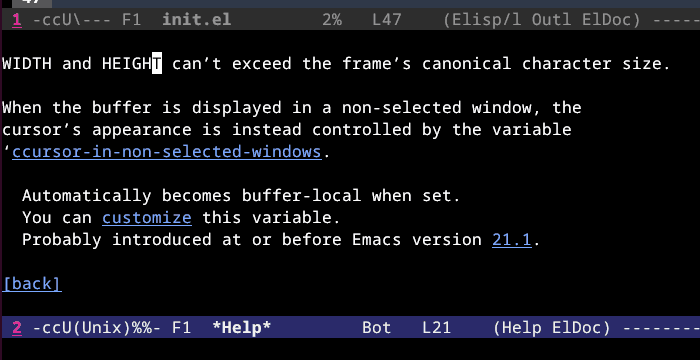 47
1 -ccU\--- F1 init.el 2% L47 (Elisp/l Outl ElDoc) -----
WIDTH and HEIGHT can’t exceed the frame’s canonical character size.
When the buffer is displayed in a non-selected window, the
cursor’s appearance is instead controlled by the variable
‘ccursor-in-non-selected-windows.
Automatically becomes buffer-local when set.
You can customize this variable.
Probably introduced at or before Emacs version 21.1.
[back]
2 -ccU(Unix)%%- F1 *Help* Bot L21 (Help ElDoc) --------